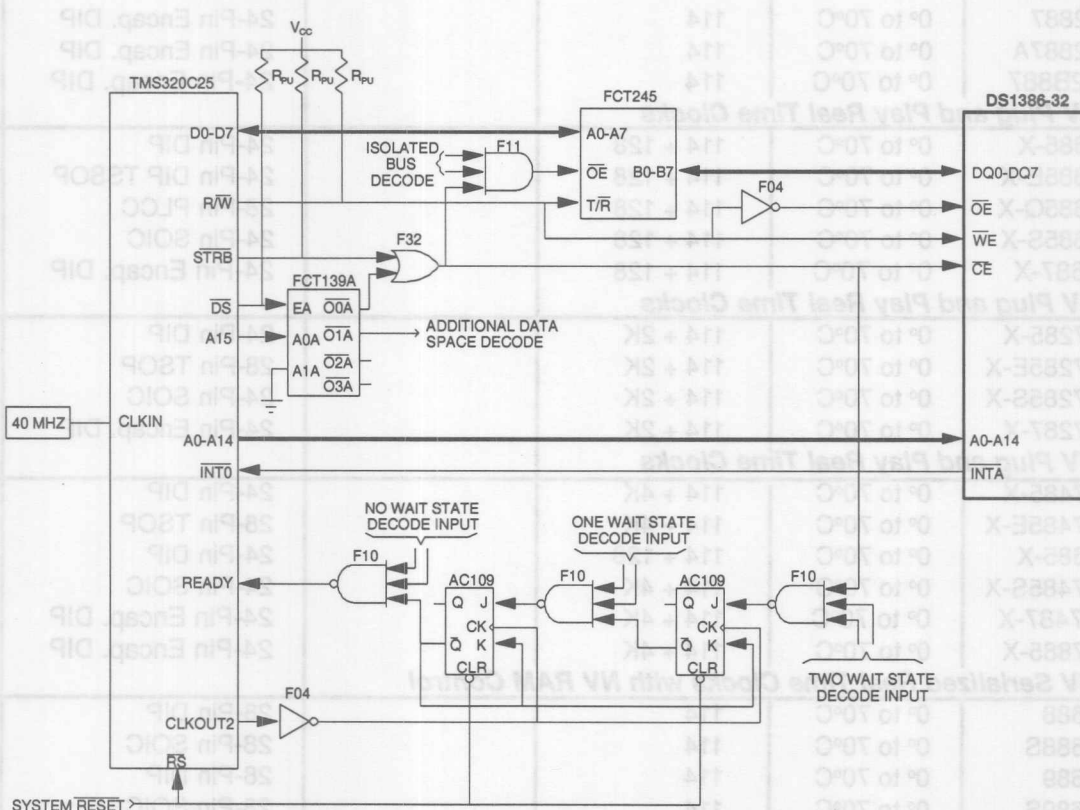 V_CC
R_PU R_PU R_PU
TMS320C25
FCT245
DS1386-32
D0-D7
A0-A7
ISOLATED
BUS
DECODE
F11
OE
B0-B7
DQ0-DQ7
F04
R/W
T/R
OE
F32
WE
STRB
CE
FCT139A
DS
EA O0A
ADDITIONAL DATA
SPACE DECODE
A15
A0A O1A
A1A O2A
O3A
40 MHZ
CLKIN
A0-A14
A0-A14
INT0
INTA
NO WAIT STATE
DECODE INPUT
ONE WAIT STATE
DECODE INPUT
F10
F10
F10
READY
AC109
AC109
Q J
CK
Q K
CLR
Q J
CK
Q K
CLR
TWO WAIT STATE
DECODE INPUT
F04
CLKOUT2
RS
SYSTEM RESET